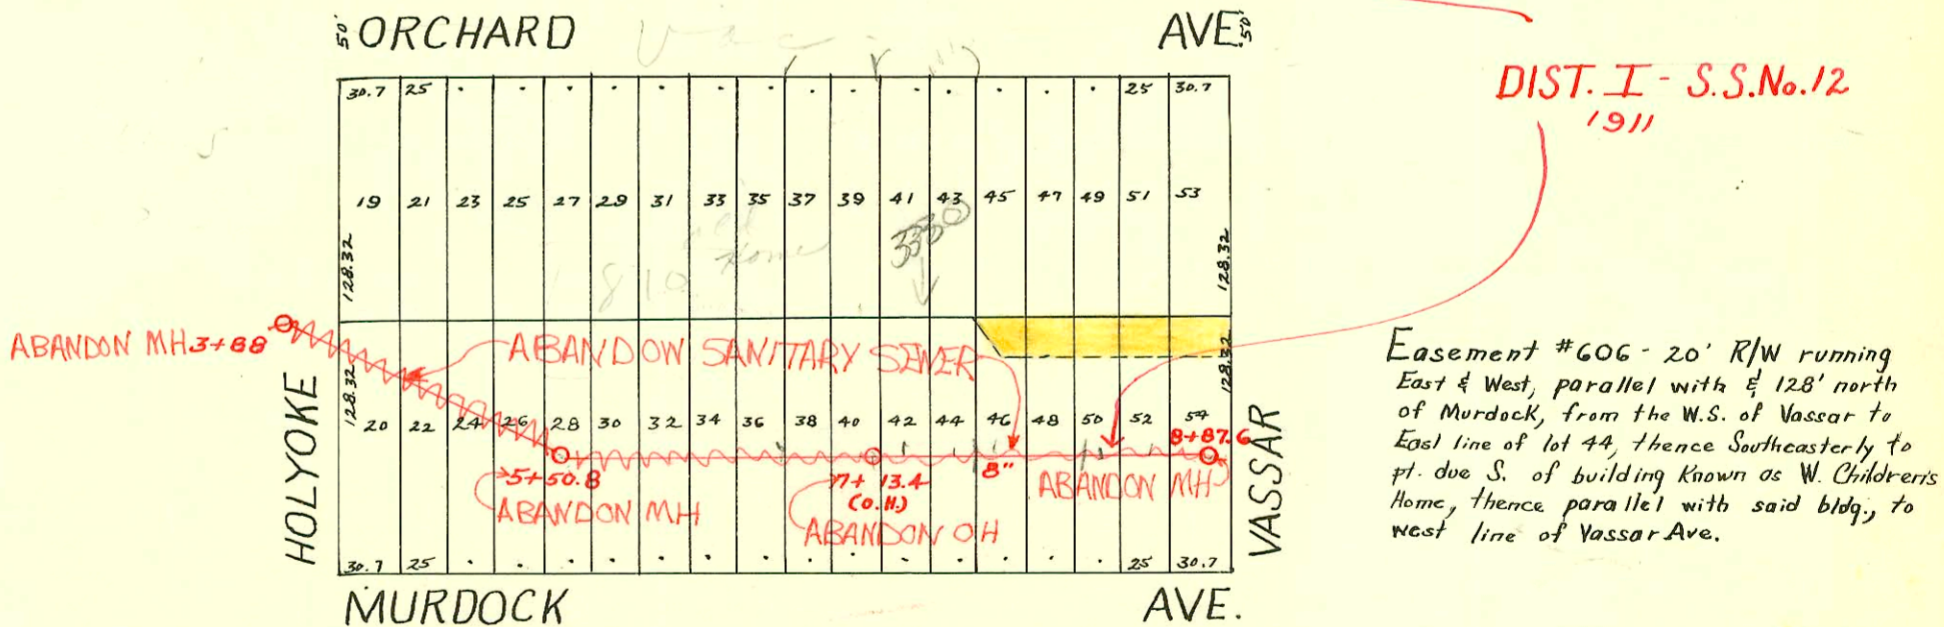 50' ORCHARD AVE. 50'
DIST. I - S.S. No. 12
1911
30.7 25 25 30.7
19 21 23 25 27 29 31 33 35 37 39 41 43 45 47 49 51 53
3330
810 Home
128.32 128.32
ABANDON MH 3+88
ABANDOW SANITARY SEWER
128.32 128.32
20 22 24 26 28 30 32 34 36 38 40 42 44 46 48 50 52 54
8+87.6
5+50.8
ABANDON MH
7+13.4
(O.H.)
ABANDON OH
8"
ABANDON MH
30.7 25 25 30.7
HOLYOKE
VASSAR
MURDOCK AVE.
Easement #606 - 20' R/W running
East & West, parallel with & 128' north
of Murdock, from the W.S. of Vassar to
East line of lot 44, thence Southeasterly to
pt. due S. of building Known as W. Children's
Home, thence parallel with said bldg., to
west line of Vassar Ave.